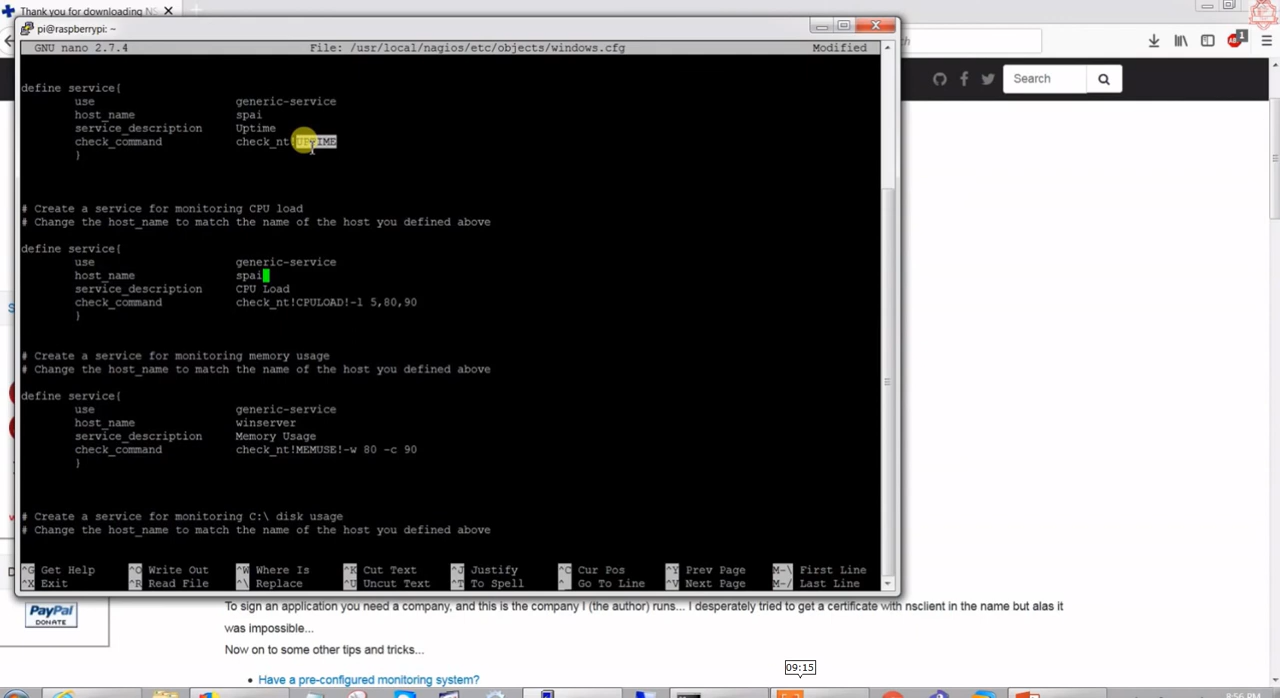 Thank you for downloading NS
pi@raspberrypi: ~
GNU nano 2.7.4 File: /usr/local/nagios/etc/objects/windows.cfg Modified
define service{
use generic-service
host_name spai
service_description Uptime
check_command check_nt!UPTIME
}
# Create a service for monitoring CPU load
# Change the host_name to match the name of the host you defined above
define service{
use generic-service
host_name spai
service_description CPU Load
check_command check_nt!CPULOAD!-l 5,80,90
}
# Create a service for monitoring memory usage
# Change the host_name to match the name of the host you defined above
define service{
use generic-service
host_name winserver
service_description Memory Usage
check_command check_nt!MEMUSE!-w 80 -c 90
}
# Create a service for monitoring C:\ disk usage
# Change the host_name to match the name of the host you defined above
^G Get Help ^O Write Out ^W Where Is ^K Cut Text ^J Justify ^C Cur Pos ^Y Prev Page M-\ First Line
^X Exit ^R Read File ^\ Replace ^U Uncut Text ^T To Spell ^_ Go To Line ^V Next Page M-/ Last Line
Search
1
PayPal
DONATE
To sign an application you need a company, and this is the company I (the author) runs... I desperately tried to get a certificate with nsclient in the name but alas it
was impossible...
Now on to some other tips and tricks...
Have a pre-configured monitoring system?
09:15
8:56 PM